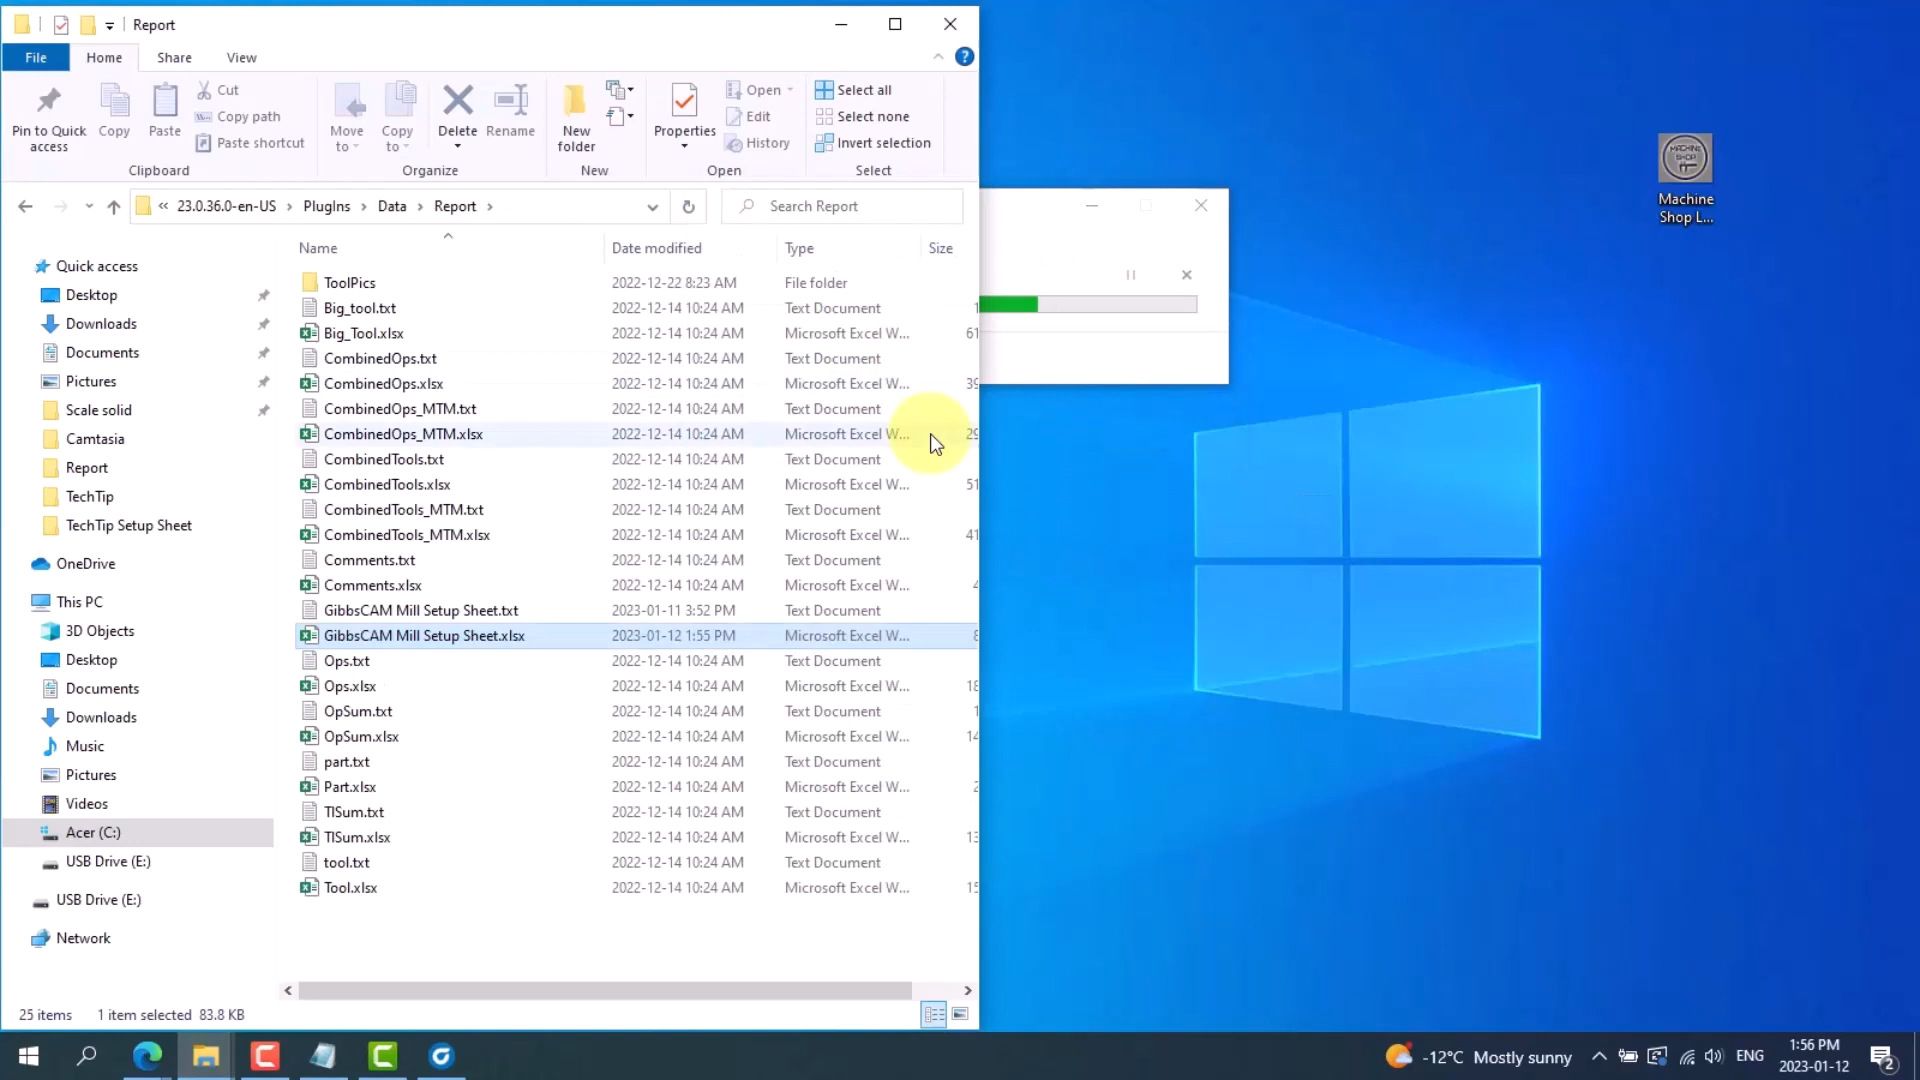 Report
File Home Share View
Pin to Quick access
Copy
Paste
Cut
Copy path
Paste shortcut
Clipboard
Move to
Copy to
Delete
Rename
Organize
New folder
New
Properties
Open
Edit
History
Open
Select all
Select none
Invert selection
Select
« 23.0.36.0-en-US > PlugIns > Data > Report >
Search Report
Quick access
Desktop
Downloads
Documents
Pictures
Scale solid
Camtasia
Report
TechTip
TechTip Setup Sheet
OneDrive
This PC
3D Objects
Desktop
Documents
Downloads
Music
Pictures
Videos
Acer (C:)
USB Drive (E:)
USB Drive (E:)
Network
Name Date modified Type Size
ToolPics 2022-12-22 8:23 AM File folder
Big_tool.txt 2022-12-14 10:24 AM Text Document 1
Big_Tool.xlsx 2022-12-14 10:24 AM Microsoft Excel W... 61
CombinedOps.txt 2022-12-14 10:24 AM Text Document
CombinedOps.xlsx 2022-12-14 10:24 AM Microsoft Excel W... 39
CombinedOps_MTM.txt 2022-12-14 10:24 AM Text Document
CombinedOps_MTM.xlsx 2022-12-14 10:24 AM Microsoft Excel W... 29
CombinedTools.txt 2022-12-14 10:24 AM Text Document
CombinedTools.xlsx 2022-12-14 10:24 AM Microsoft Excel W... 51
CombinedTools_MTM.txt 2022-12-14 10:24 AM Text Document
CombinedTools_MTM.xlsx 2022-12-14 10:24 AM Microsoft Excel W... 41
Comments.txt 2022-12-14 10:24 AM Text Document
Comments.xlsx 2022-12-14 10:24 AM Microsoft Excel W... 4
GibbsCAM Mill Setup Sheet.txt 2023-01-11 3:52 PM Text Document
GibbsCAM Mill Setup Sheet.xlsx 2023-01-12 1:55 PM Microsoft Excel W... 8
Ops.txt 2022-12-14 10:24 AM Text Document
Ops.xlsx 2022-12-14 10:24 AM Microsoft Excel W... 18
OpSum.txt 2022-12-14 10:24 AM Text Document 1
OpSum.xlsx 2022-12-14 10:24 AM Microsoft Excel W... 14
part.txt 2022-12-14 10:24 AM Text Document
Part.xlsx 2022-12-14 10:24 AM Microsoft Excel W... 2
TlSum.txt 2022-12-14 10:24 AM Text Document
TlSum.xlsx 2022-12-14 10:24 AM Microsoft Excel W... 13
tool.txt 2022-12-14 10:24 AM Text Document
Tool.xlsx 2022-12-14 10:24 AM Microsoft Excel W... 15
25 items 1 item selected 83.8 KB
MACHINE SHOP
Machine
Shop L...
-12°C Mostly sunny
ENG
1:56 PM
2023-01-12
2